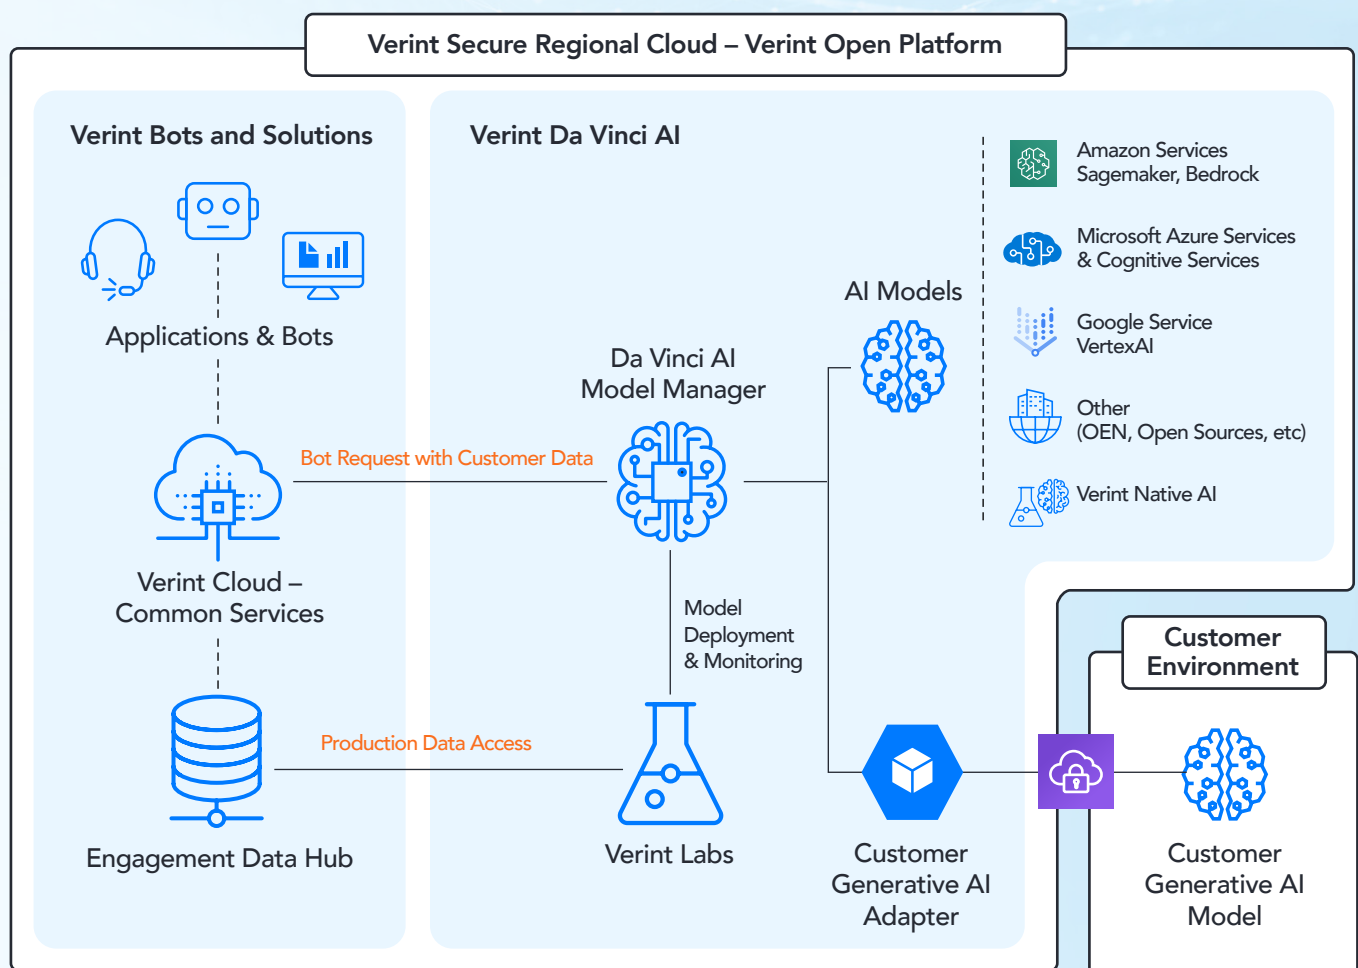 Verint Secure Regional Cloud – Verint Open Platform
Verint Bots and Solutions
Applications & Bots
Verint Cloud –
Common Services
Engagement Data Hub
Bot Request with Customer Data
Production Data Access
Verint Da Vinci AI
Da Vinci AI
Model Manager
Model
Deployment
& Monitoring
Verint Labs
AI Models
Amazon Services
Sagemaker, Bedrock
Microsoft Azure Services
& Cognitive Services
Google Service
VertexAI
Other
(OEN, Open Sources, etc)
Verint Native AI
Customer
Generative AI
Adapter
Customer
Environment
Customer
Generative AI
Model